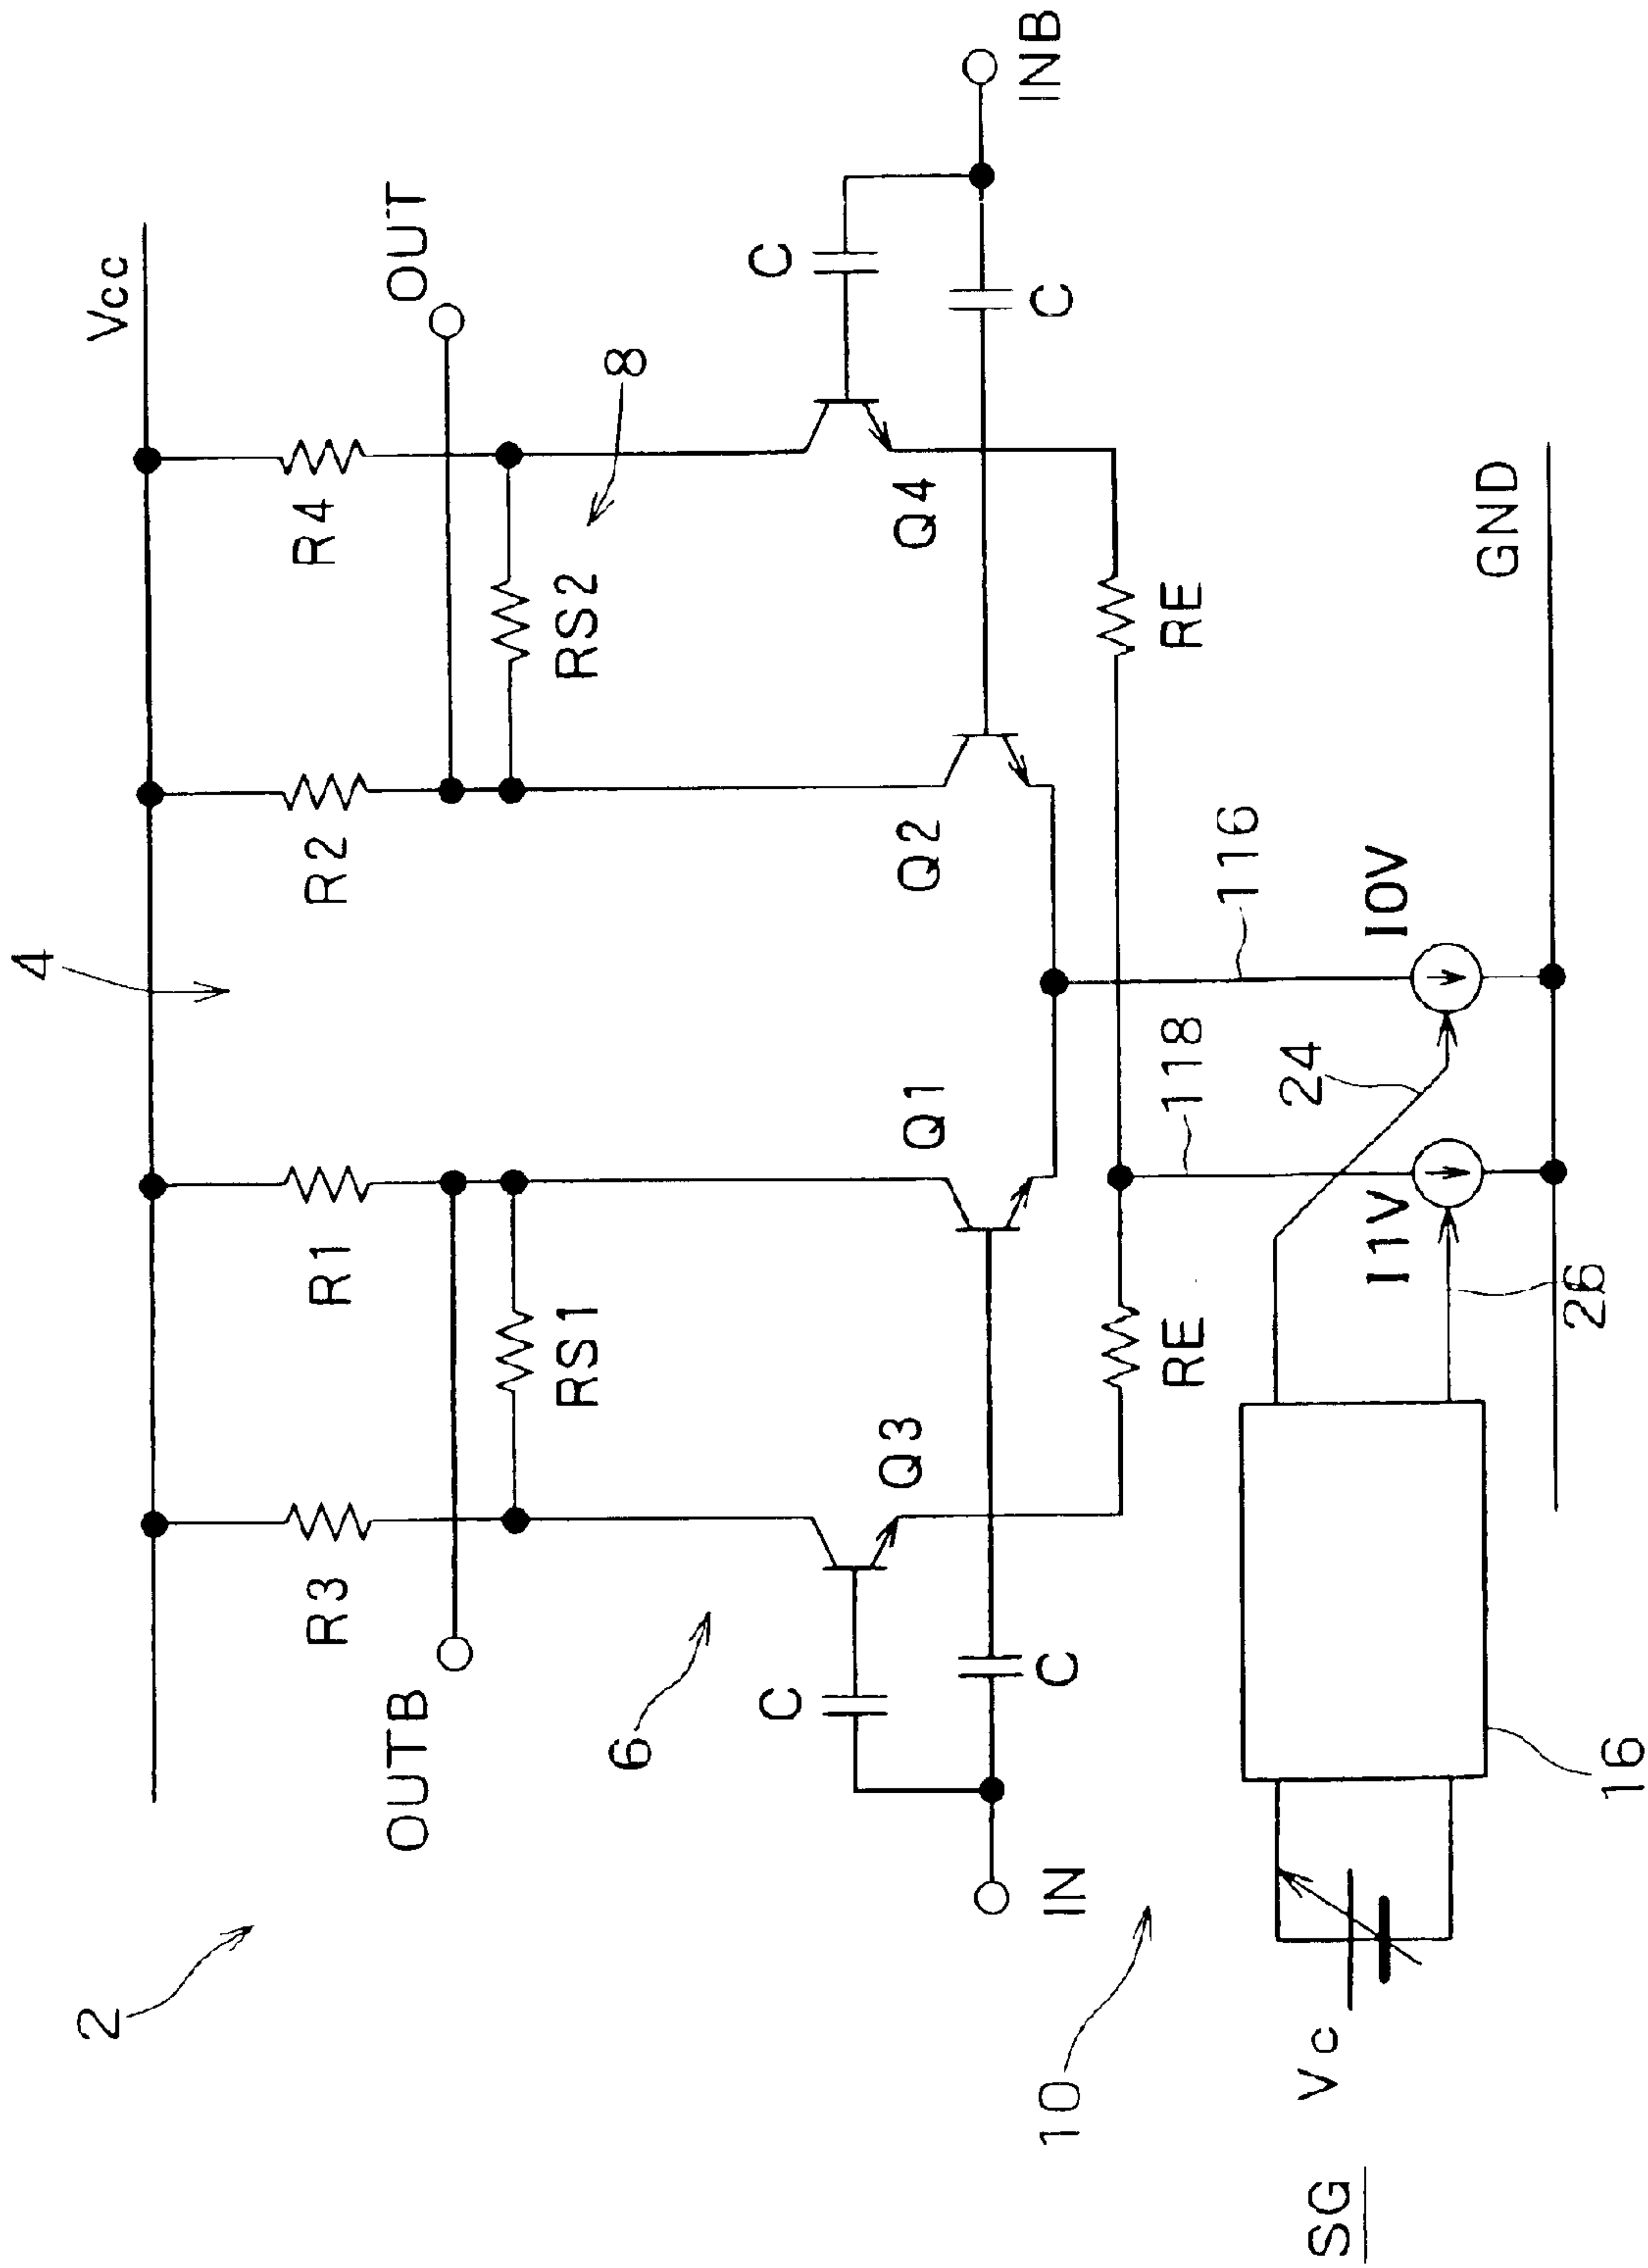 2
4
Vcc
R3
R1
R2
R4
OUTB
OUT
RS1
RS2
6
8
C
Q3
Q1
Q2
Q4
C
IN
C
C
INB
RE
RE
10
118
116
24
I1V
I0V
GND
Vc
16
26
SG